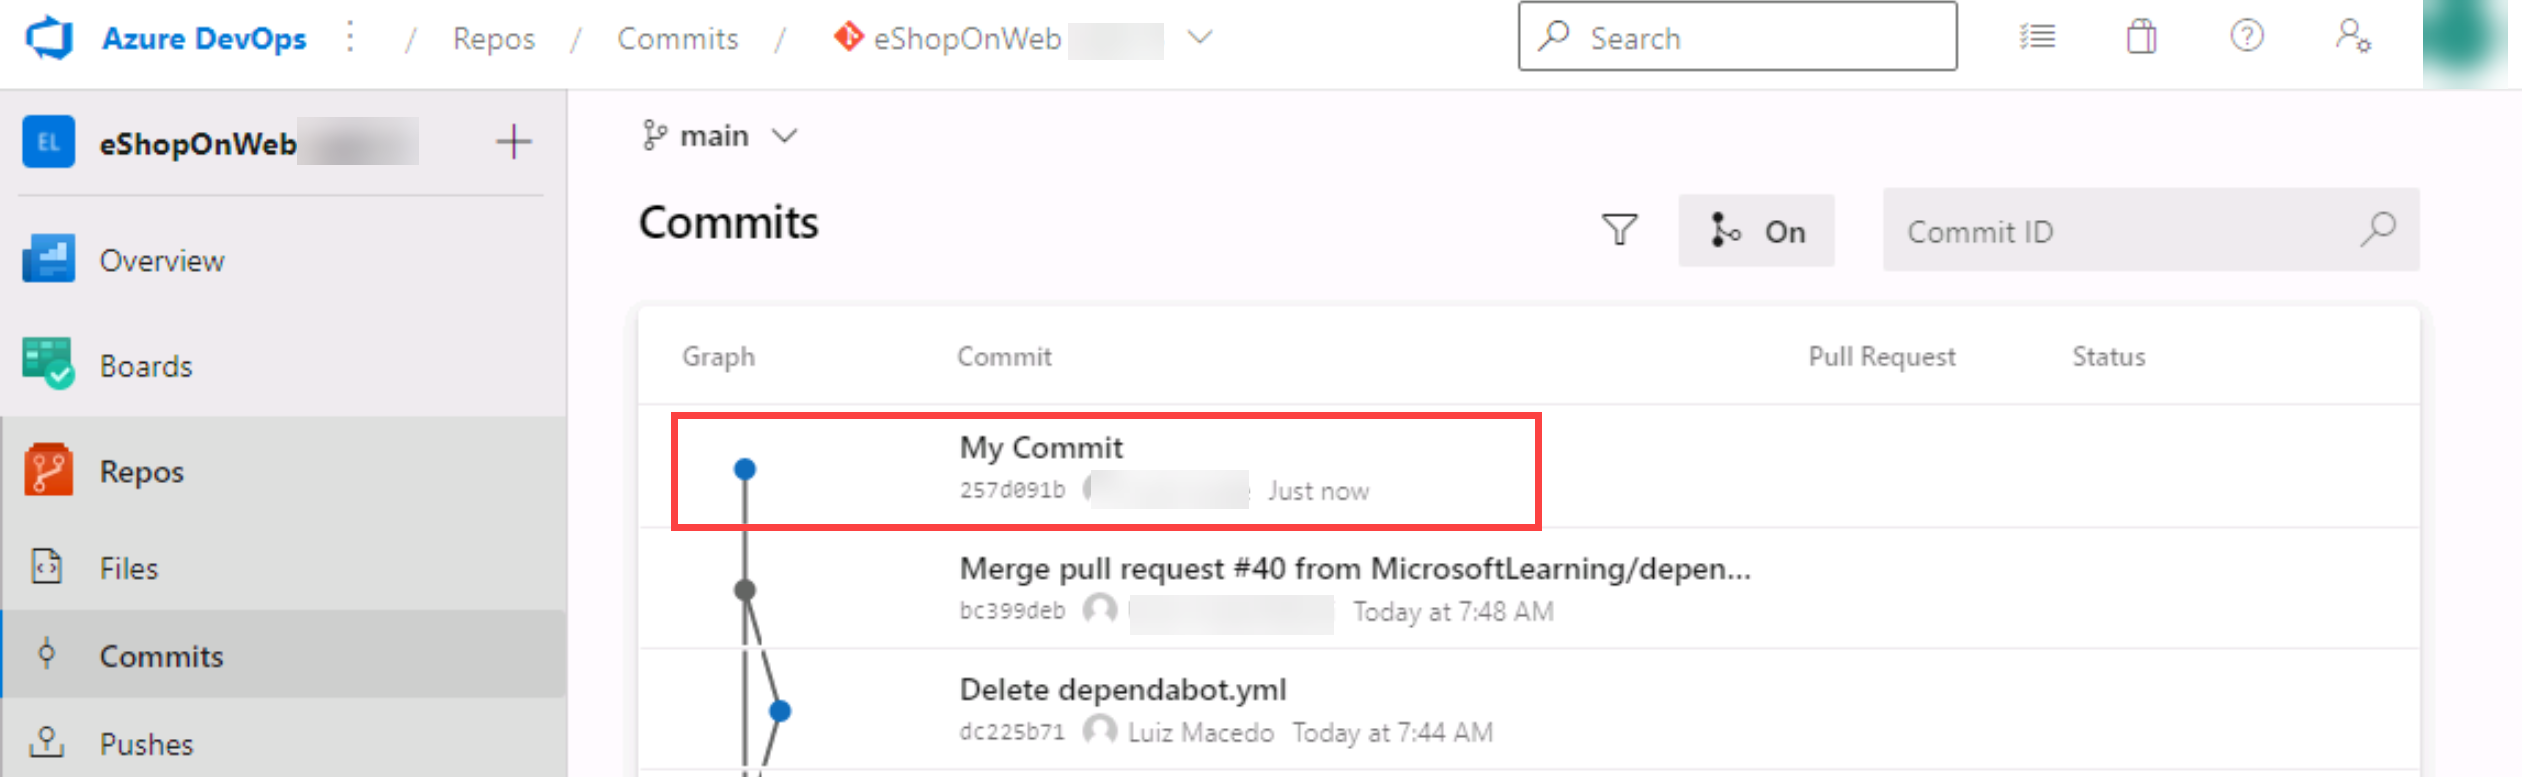 Azure DevOps / Repos / Commits / eShopOnWeb
Search
EL eShopOnWeb
Overview
Boards
Repos
Files
Commits
Pushes
main
Commits
On
Commit ID
Graph Commit Pull Request Status
My Commit
257d091b Just now
Merge pull request #40 from MicrosoftLearning/depen...
bc399deb Today at 7:48 AM
Delete dependabot.yml
dc225b71 Luiz Macedo Today at 7:44 AM